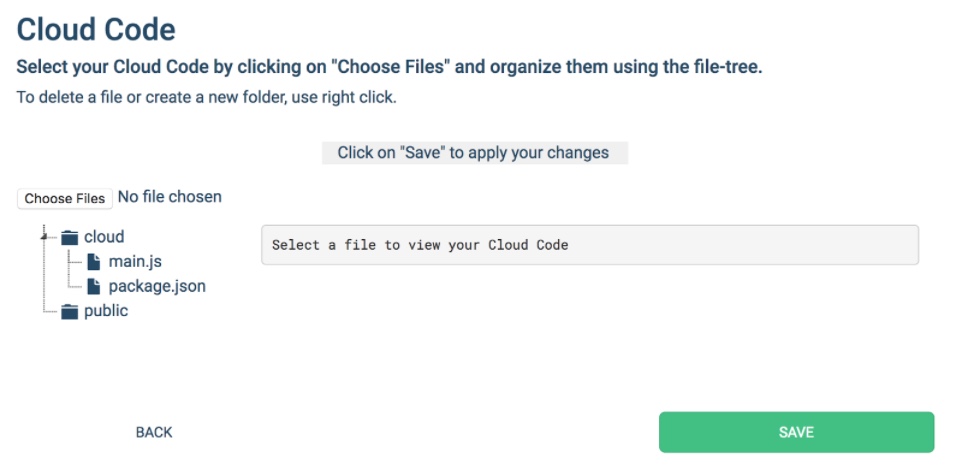 Cloud Code
Select your Cloud Code by clicking on "Choose Files" and organize them using the file-tree.
To delete a file or create a new folder, use right click.
Click on "Save" to apply your changes
Choose Files No file chosen
cloud
Select a file to view your Cloud Code
main.js
package.json
public
BACK
SAVE